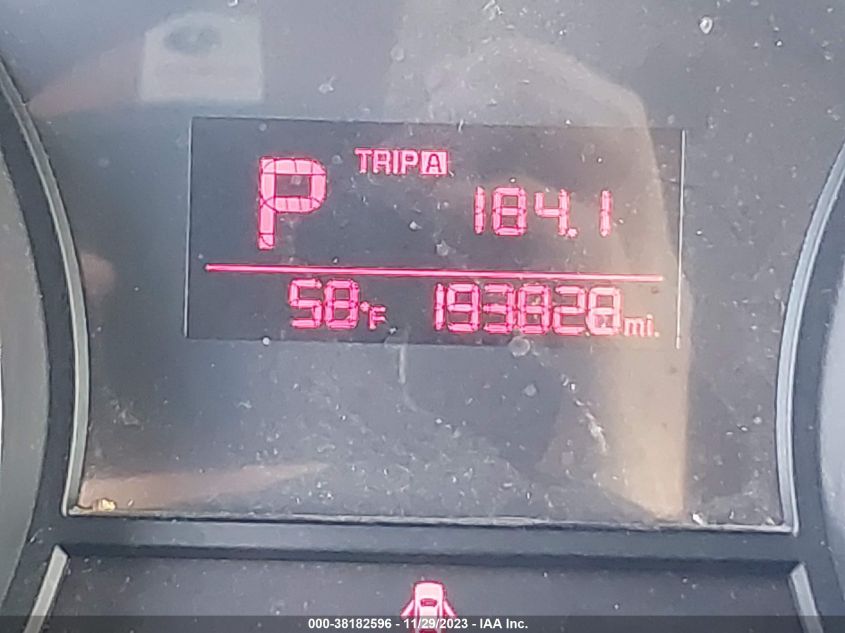 TRIP A
P 184.1
58°F 193828 mi.
000-38182596 - 11/29/2023 - IAA Inc.